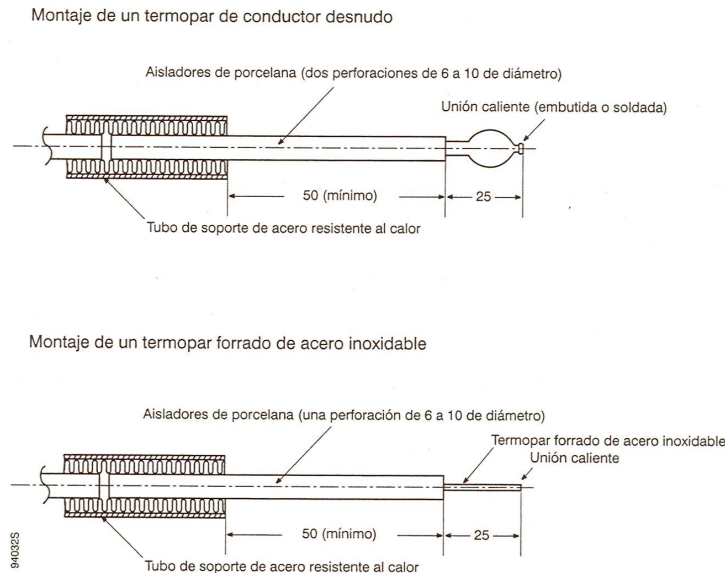 Montaje de un termopar de conductor desnudo
Aisladores de porcelana (dos perforaciones de 6 a 10 de diámetro)
Unión caliente (embutida o soldada)
50 (mínimo)
25
Tubo de soporte de acero resistente al calor
Montaje de un termopar forrado de acero inoxidable
Aisladores de porcelana (una perforación de 6 a 10 de diámetro)
Termopar forrado de acero inoxidable
Unión caliente
50 (mínimo)
25
Tubo de soporte de acero resistente al calor
94032S